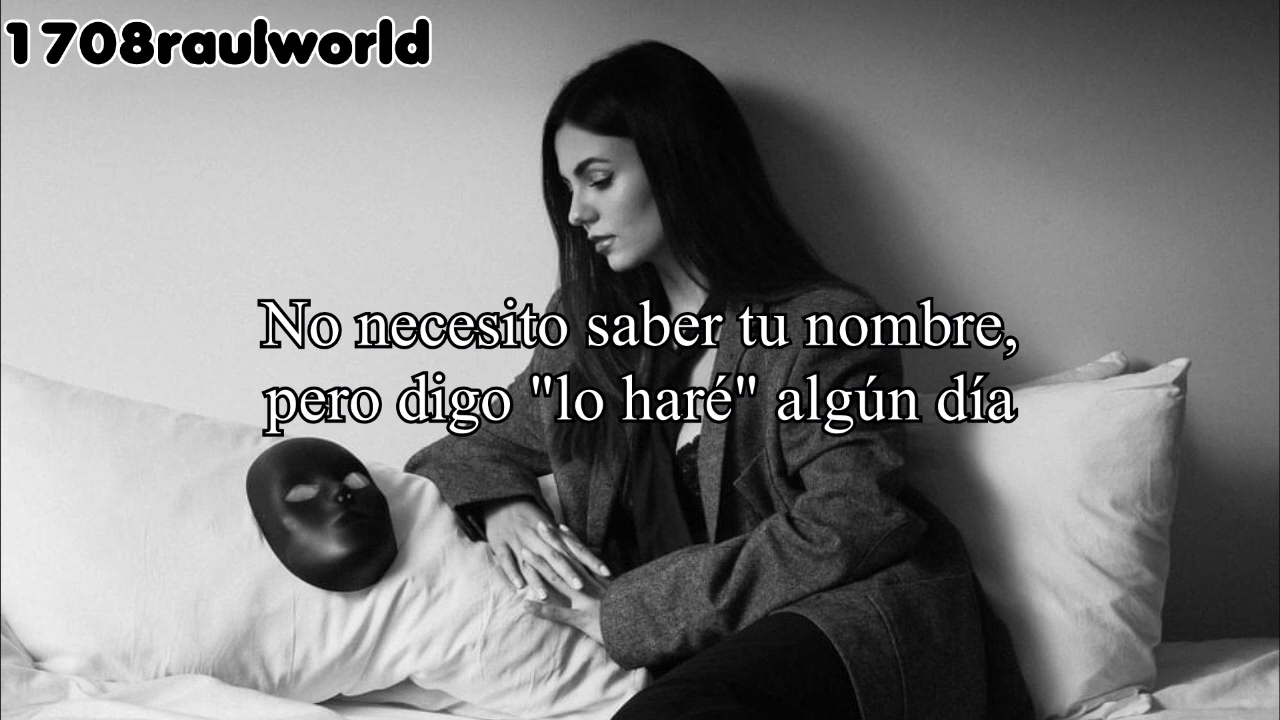 1708raulworld
No necesito saber tu nombre,
pero digo "lo haré" algún día